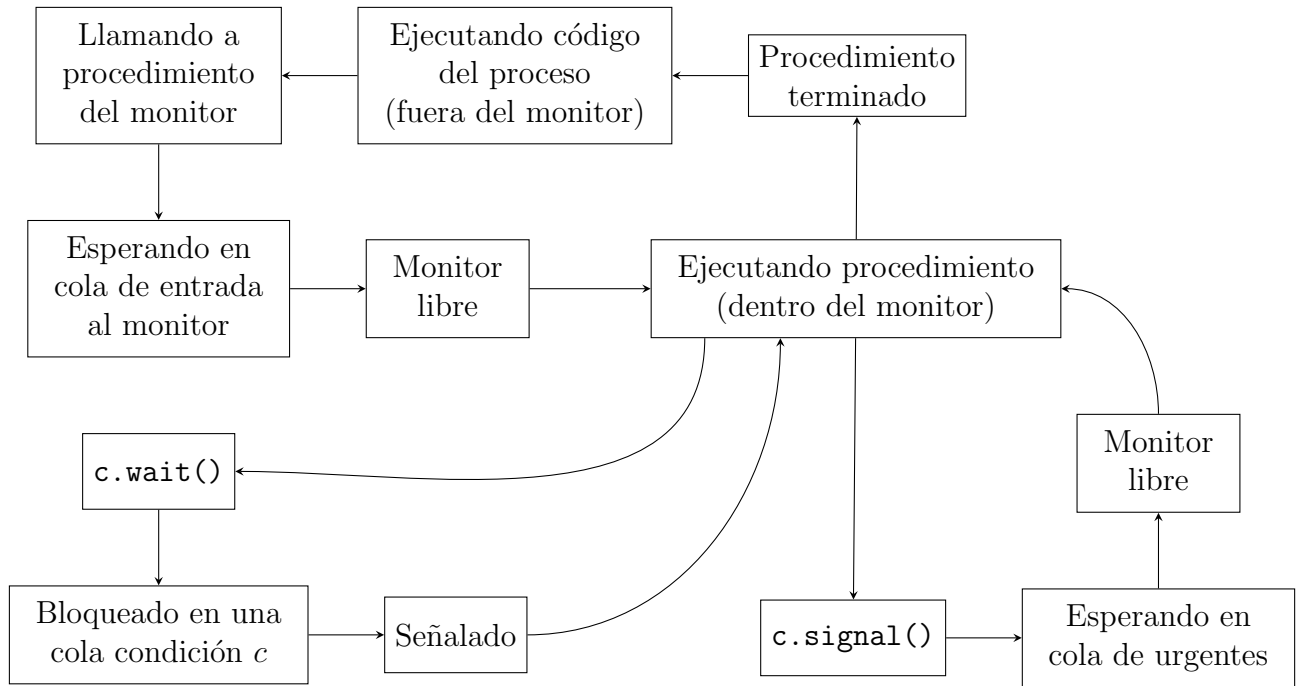 Llamando a
procedimiento
del monitor
Ejecutando código
del proceso
(fuera del monitor)
Procedimiento
terminado
Esperando en
cola de entrada
al monitor
Monitor
libre
Ejecutando procedimiento
(dentro del monitor)
c.wait()
Monitor
libre
Bloqueado en una
cola condición c
Señalado
c.signal()
Esperando en
cola de urgentes